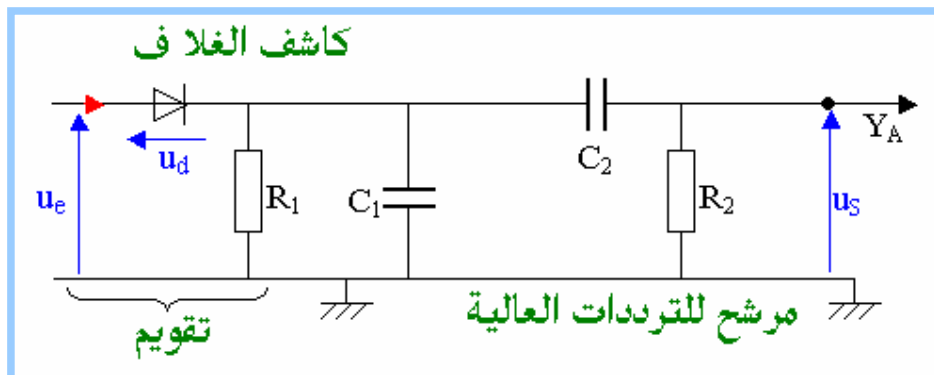 كاشف الغلا ف
Y_A
u_d
C_2
u_e
R_1
C_1
R_2
u_S
مرشح للترددات العالية
تقويم